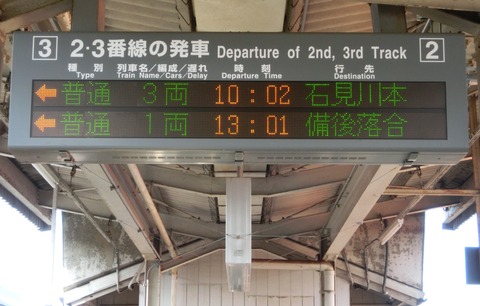 3 2・3番線の発車 Departure of 2nd, 3rd Track 2
種別 列車名／編成／遅れ 時刻 行先
Type Train Name/Cars/Delay Departure Time Destination
← 普通 3両 10：02 石見川本
← 普通 1両 13：01 備後落合